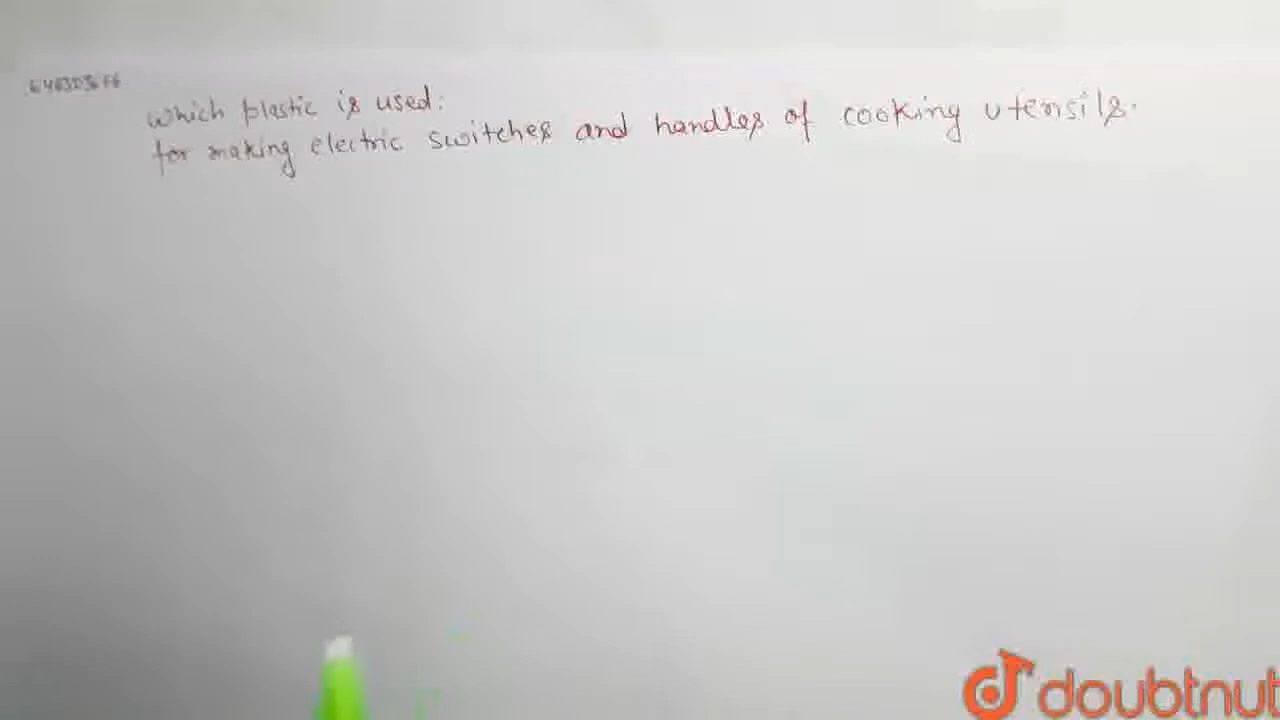 which plastic is used:
for making electric switches and handles of cooking utensils.
doubtnut